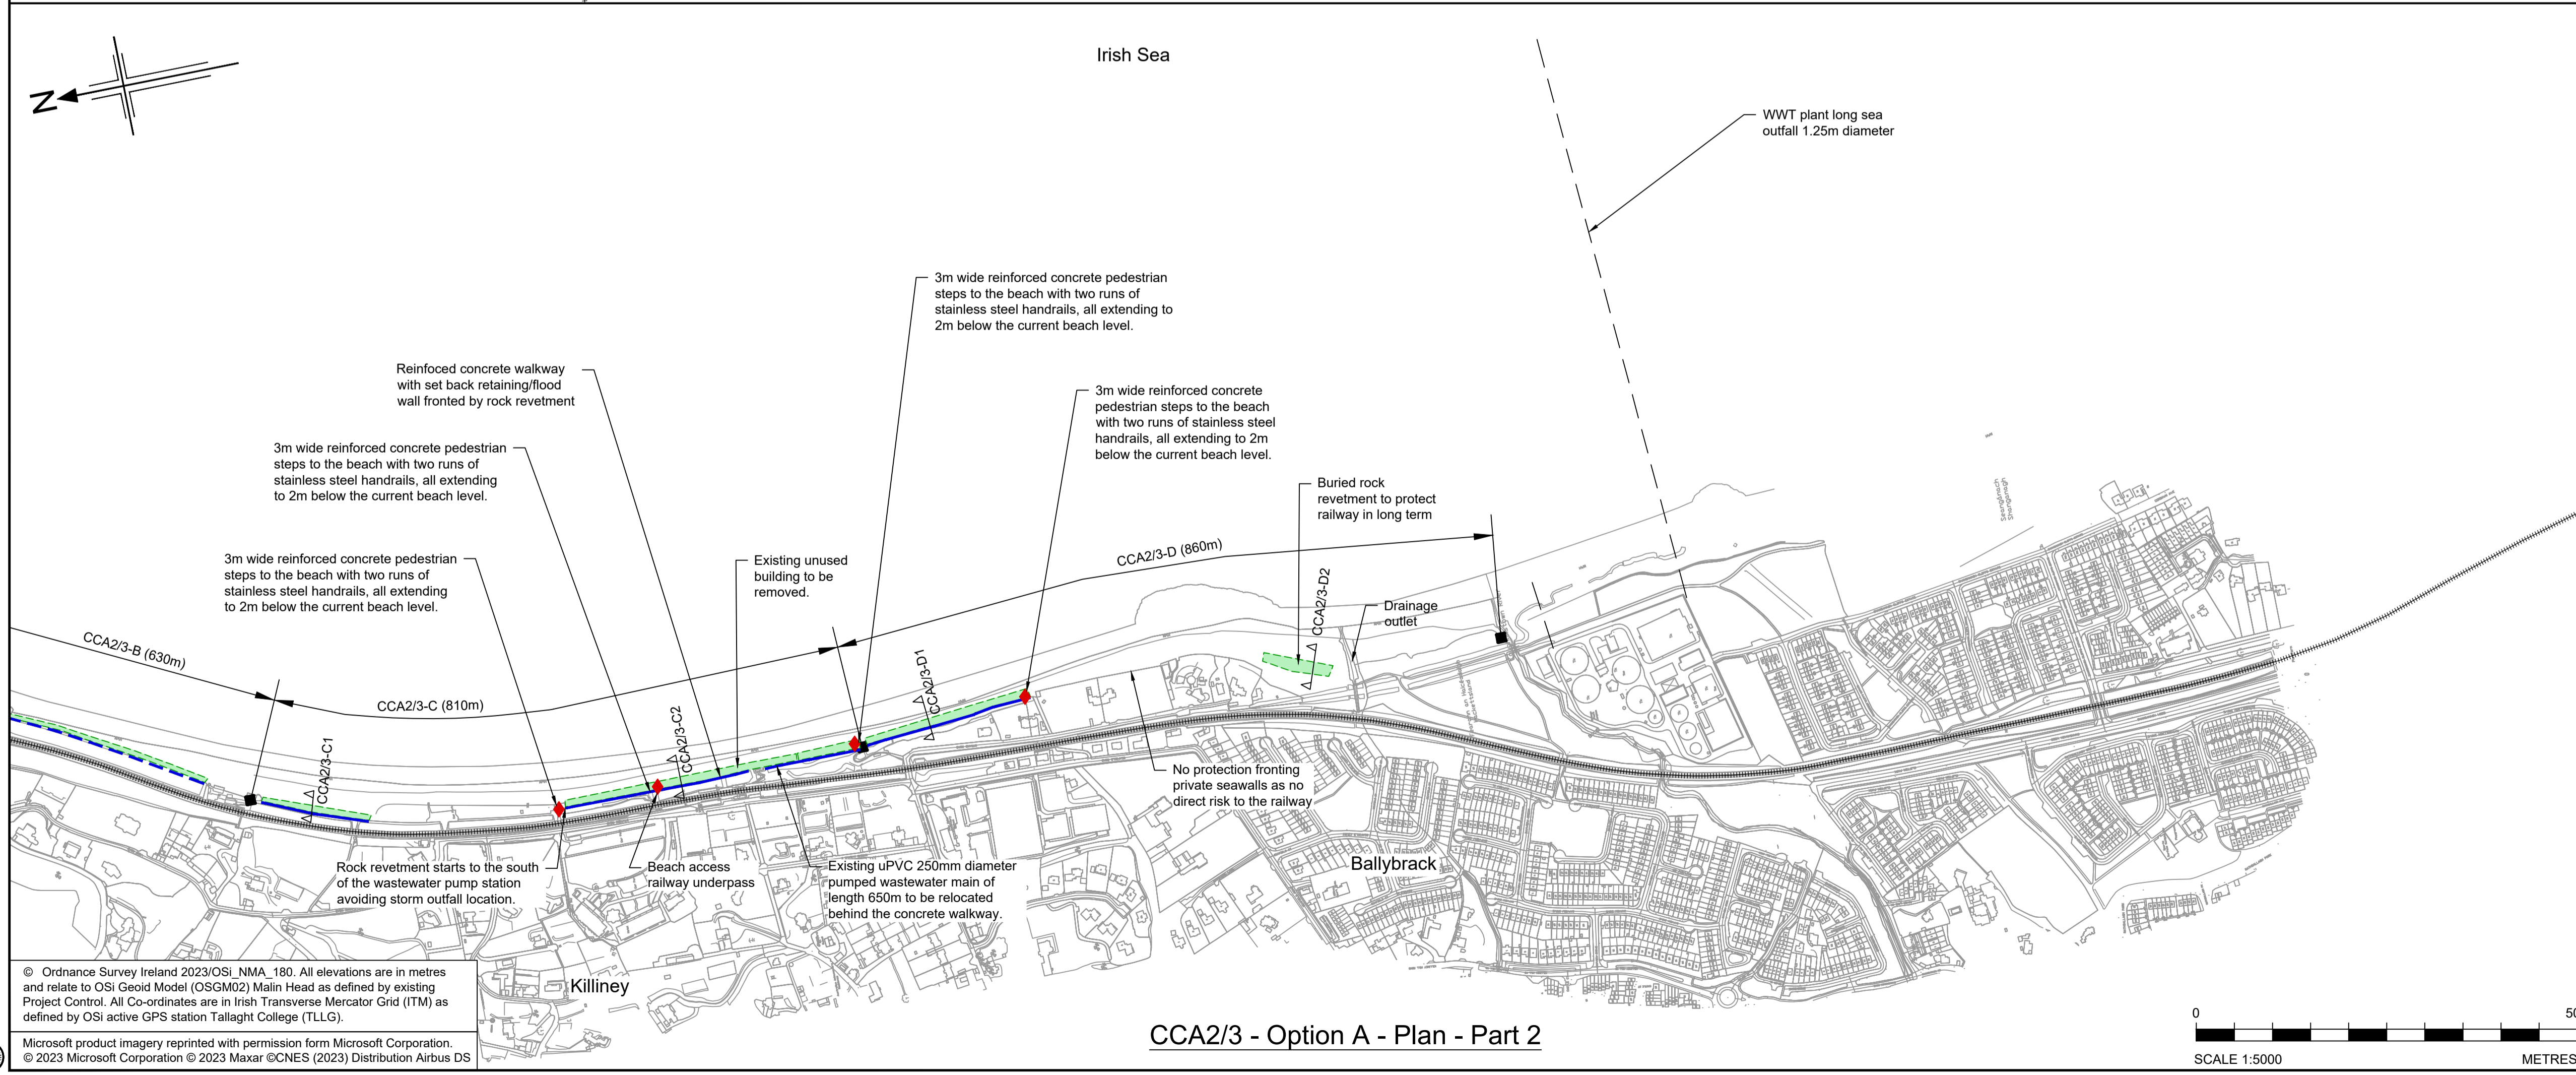 Irish Sea
N
WWT plant long sea
outfall 1.25m diameter
3m wide reinforced concrete pedestrian
steps to the beach with two runs of
stainless steel handrails, all extending to
2m below the current beach level.
Reinfoced concrete walkway
with set back retaining/flood
wall fronted by rock revetment
3m wide reinforced concrete
pedestrian steps to the beach
with two runs of stainless steel
handrails, all extending to 2m
below the current beach level.
3m wide reinforced concrete pedestrian
steps to the beach with two runs of
stainless steel handrails, all extending
to 2m below the current beach level.
Buried rock
revetment to protect
railway in long term
3m wide reinforced concrete pedestrian
steps to the beach with two runs of
stainless steel handrails, all extending
to 2m below the current beach level.
Existing unused
building to be
removed.
CCA2/3-D (860m)
CCA2/3-D2
Drainage
outlet
CCA2/3-B (630m)
CCA2/3-C (810m)
CCA2/3-D1
CCA2/3-C2
CCA2/3-C1
No protection fronting
private seawalls as no
direct risk to the railway
Rock revetment starts to the south
of the wastewater pump station
avoiding storm outfall location.
Beach access
railway underpass
Existing uPVC 250mm diameter
pumped wastewater main of
length 650m to be relocated
behind the concrete walkway.
Ballybrack
Killiney
© Ordnance Survey Ireland 2023/OSi_NMA_180. All elevations are in metres
and relate to OSi Geoid Model (OSGM02) Malin Head as defined by existing
Project Control. All Co-ordinates are in Irish Transverse Mercator Grid (ITM) as
defined by OSi active GPS station Tallaght College (TLLG).
Microsoft product imagery reprinted with permission form Microsoft Corporation.
© 2023 Microsoft Corporation © 2023 Maxar ©CNES (2023) Distribution Airbus DS
CCA2/3 - Option A - Plan - Part 2
0
SCALE 1:5000
METRES